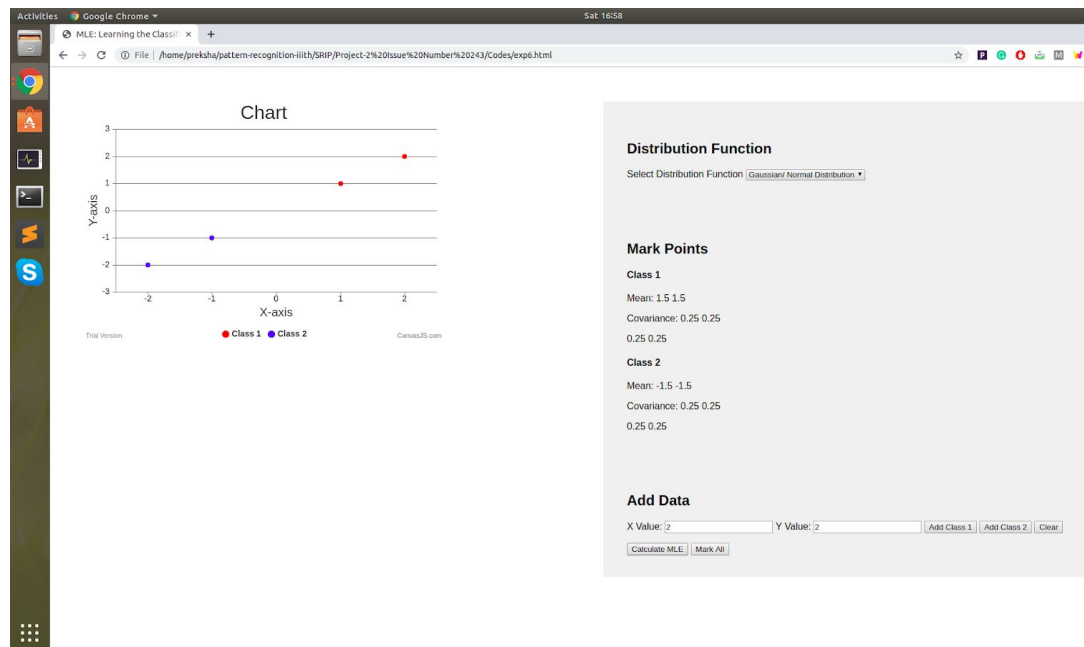 Activities Google Chrome ▾ Sat 16:58
MLE: Learning the Classifi × +
File | /home/preksha/pattern-recognition-iiith/SRIP/Project-2%20Issue%20Number%20243/Codes/exp6.html
Chart
3
2
1
0
-1
-2
-3
Y-axis
-2 -1 0 1 2
X-axis
Trial Version Class 1 Class 2 CanvasJS.com
Distribution Function
Select Distribution Function Gaussian/ Normal Distribution ▾
Mark Points
Class 1
Mean: 1.5 1.5
Covariance: 0.25 0.25
0.25 0.25
Class 2
Mean: -1.5 -1.5
Covariance: 0.25 0.25
0.25 0.25
Add Data
X Value: 2 Y Value: 2 Add Class 1 Add Class 2 Clear
Calculate MLE Mark All